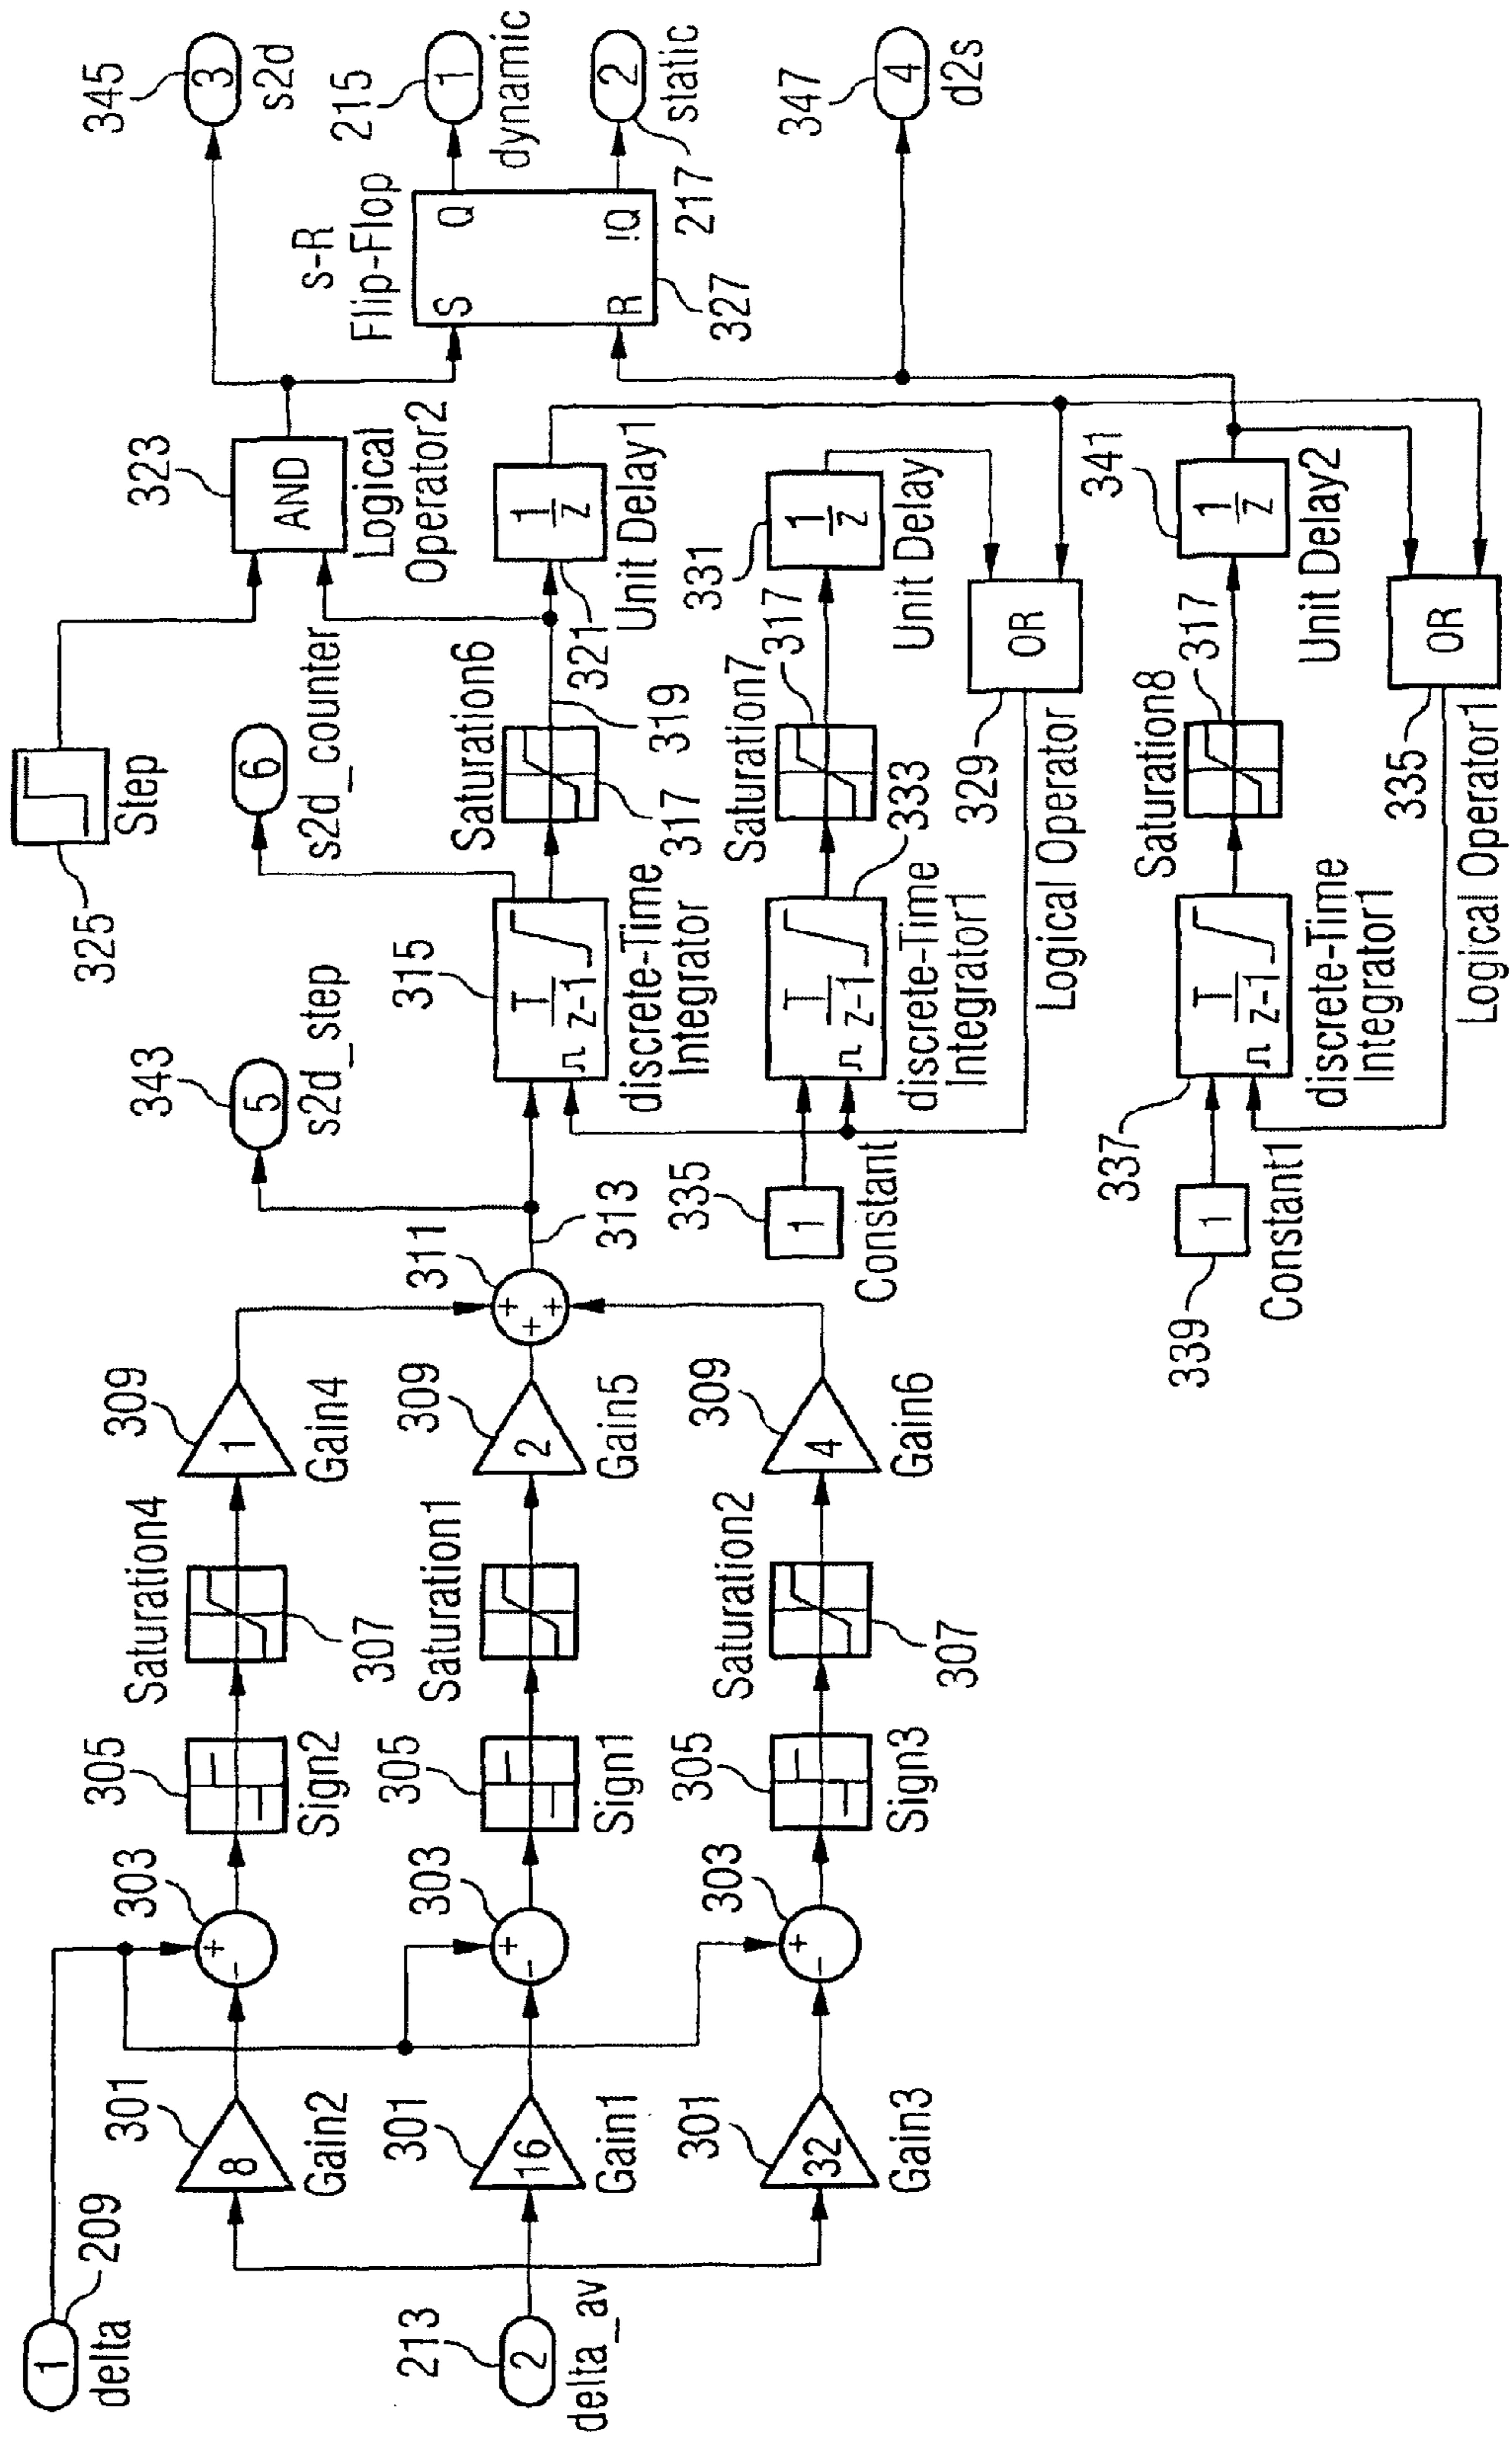 1
209
delta
213
2
delta_av
301
8
Gain2
301
16
Gain1
301
32
Gain3
303
+
-
303
+
-
303
+
-
305
Sign2
305
Sign1
305
Sign3
Saturation4
307
Saturation1
Saturation2
307
309
1
Gain4
309
2
Gain5
309
4
Gain6
311
+
+
+
313
343
5
s2d_step
335
1
Constant
339
1
Constant1
315
T
z-1
discrete-Time
Integrator
T
z-1
333
discrete-Time
Integrator1
337
T
z-1
discrete-Time
Integrator1
325
Step
6
s2d_counter
Saturation6
317
319
Saturation7
317
Saturation8
317
329
OR
Logical Operator
335
OR
Logical Operator1
323
AND
Logical
Operator2
321
1
z
Unit Delay1
331
1
z
Unit Delay
341
1
z
Unit Delay2
s-R
Flip-Flop
S
Q
R
!Q
327
345
3
s2d
215
1
dynamic
2
static
217
347
4
d2s